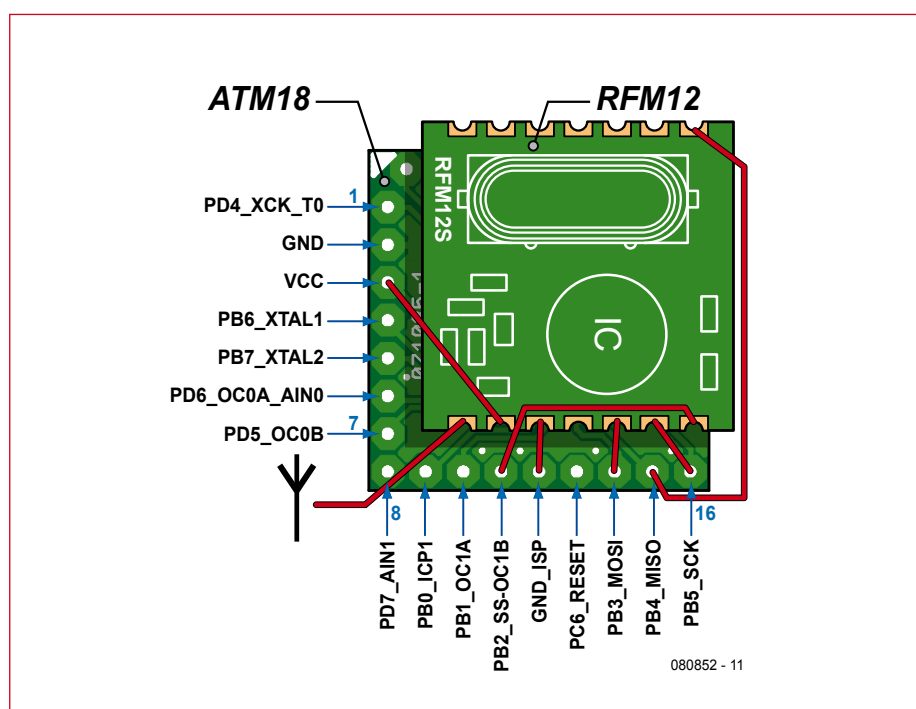 ATM18
RFM12
RFM12S
IC
PD4_XCK_T0
1
GND
VCC
PB6_XTAL1
PB7_XTAL2
PD6_OC0A_AIN0
PD5_OC0B
7
8
16
PD7_AIN1
PB0_ICP1
PB1_OC1A
PB2_SS-OC1B
GND_ISP
PC6_RESET
PB3_MOSI
PB4_MISO
PB5_SCK
080852 - 11